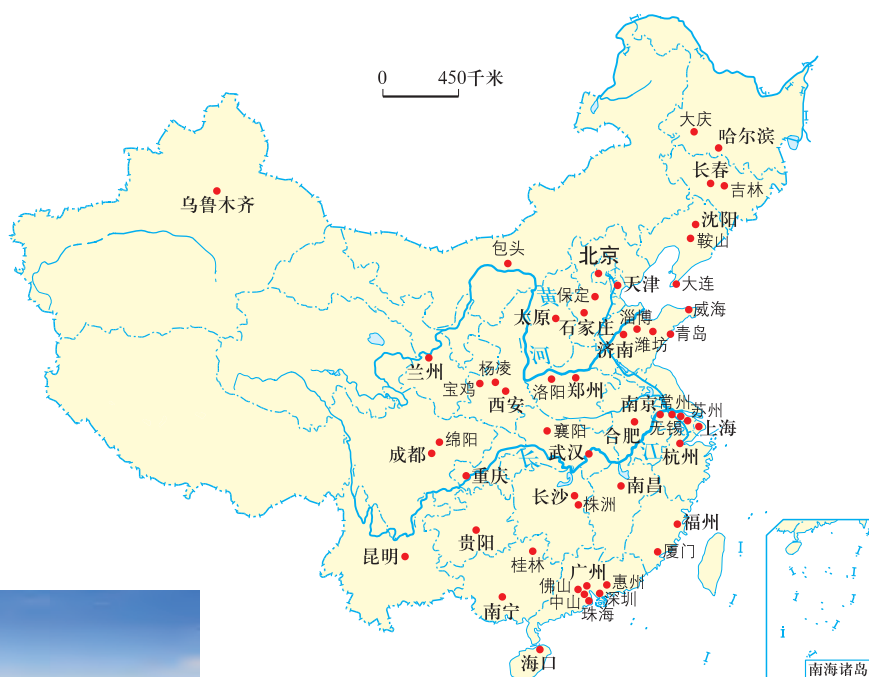 0 450千米
大庆
哈尔滨
长春
吉林
乌鲁木齐
沈阳
鞍山
包头
北京
天津
大连
黄
保定
威海
太原
石家庄
淄博
青岛
济南
潍坊
河
兰州
杨陵
宝鸡
西安
洛阳
郑州
南京
常州
苏州
无锡
上海
襄阳
合肥
绵阳
成都
武汉
长
江
杭州
重庆
南昌
长沙
株洲
福州
贵阳
昆明
桂林
厦门
广州
佛山
惠州
中山
深圳
南宁
珠海
海口
南海诸岛